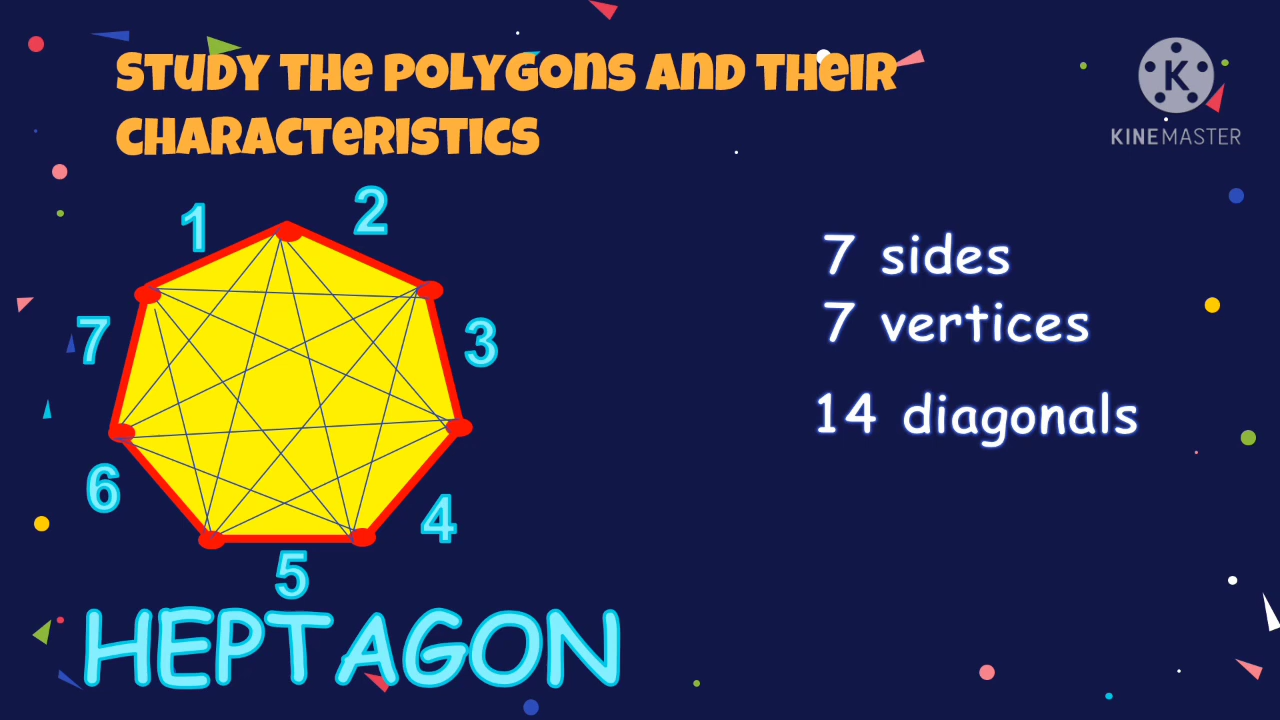 STUDY THE POLYGONS AND THEIR
CHARACTERISTICS
K
KINEMASTER
1
2
7
3
6
4
5
7 sides
7 vertices
14 diagonals
HEPTAGON